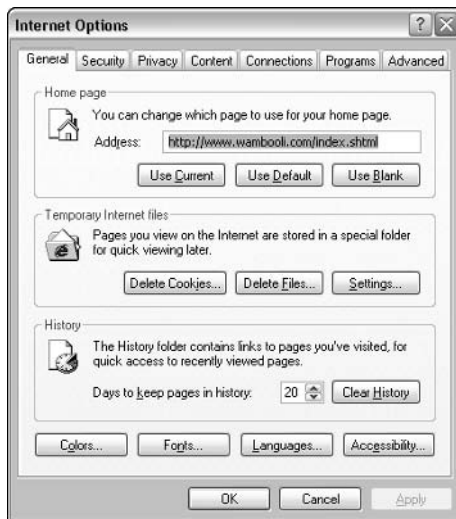 Internet Options
General Security Privacy Content Connections Programs Advanced
Home page
You can change which page to use for your home page.
Address: http://www.wambooli.com/index.shtml
Use Current Use Default Use Blank
Temporary Internet files
Pages you view on the Internet are stored in a special folder
for quick viewing later.
Delete Cookies... Delete Files... Settings...
History
The History folder contains links to pages you've visited, for
quick access to recently viewed pages.
Days to keep pages in history: 20 Clear History
Colors... Fonts... Languages... Accessibility...
OK Cancel Apply